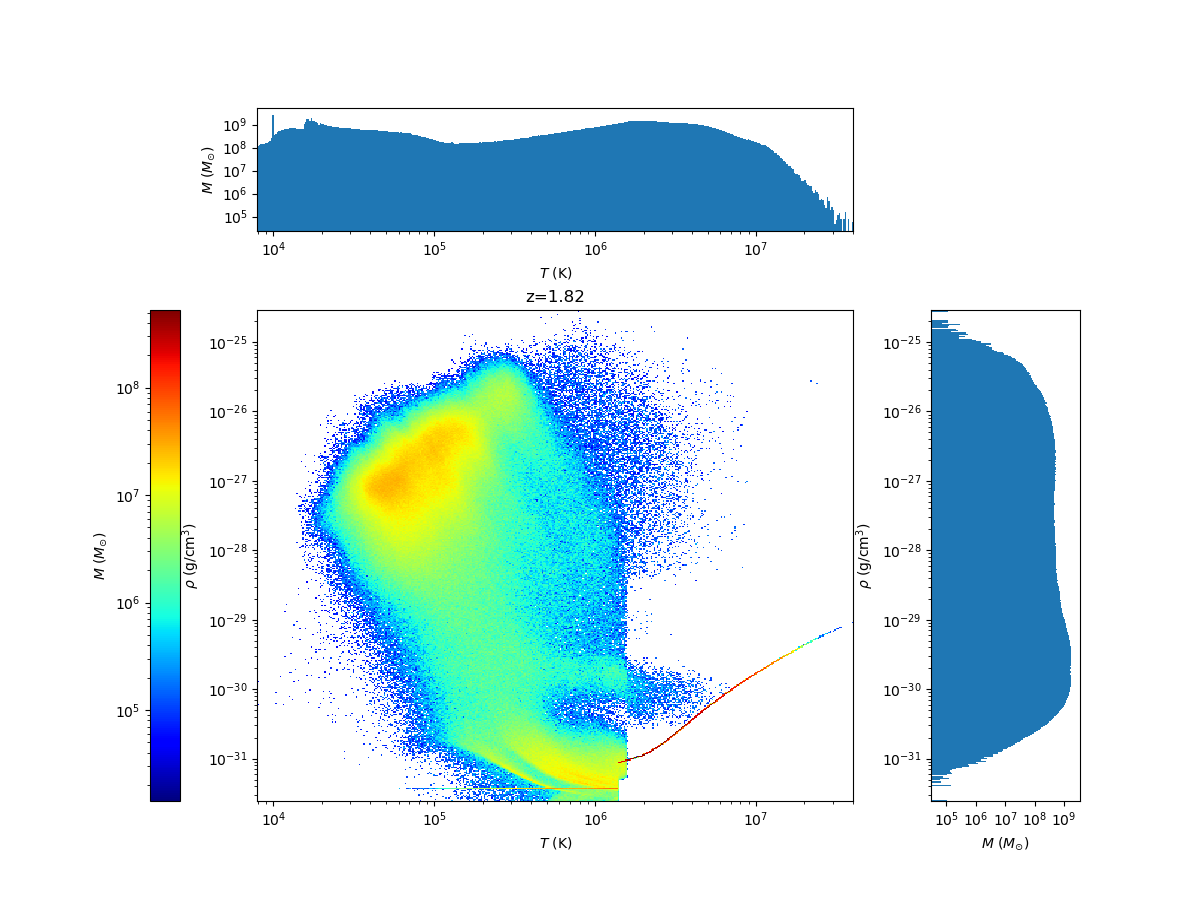 10⁹
10⁸
10⁷
10⁶
10⁵
M (M⊙)
10⁴ 10⁵ 10⁶ 10⁷
T (K)
z=1.82
10⁸
10⁷
10⁶
10⁵
M (M⊙)
10⁻²⁵
10⁻²⁶
10⁻²⁷
10⁻²⁸
10⁻²⁹
10⁻³⁰
10⁻³¹
ρ (g/cm³)
10⁴ 10⁵ 10⁶ 10⁷
T (K)
10⁻²⁵
10⁻²⁶
10⁻²⁷
10⁻²⁸
10⁻²⁹
10⁻³⁰
10⁻³¹
ρ (g/cm³)
10⁵ 10⁶ 10⁷ 10⁸ 10⁹
M (M⊙)